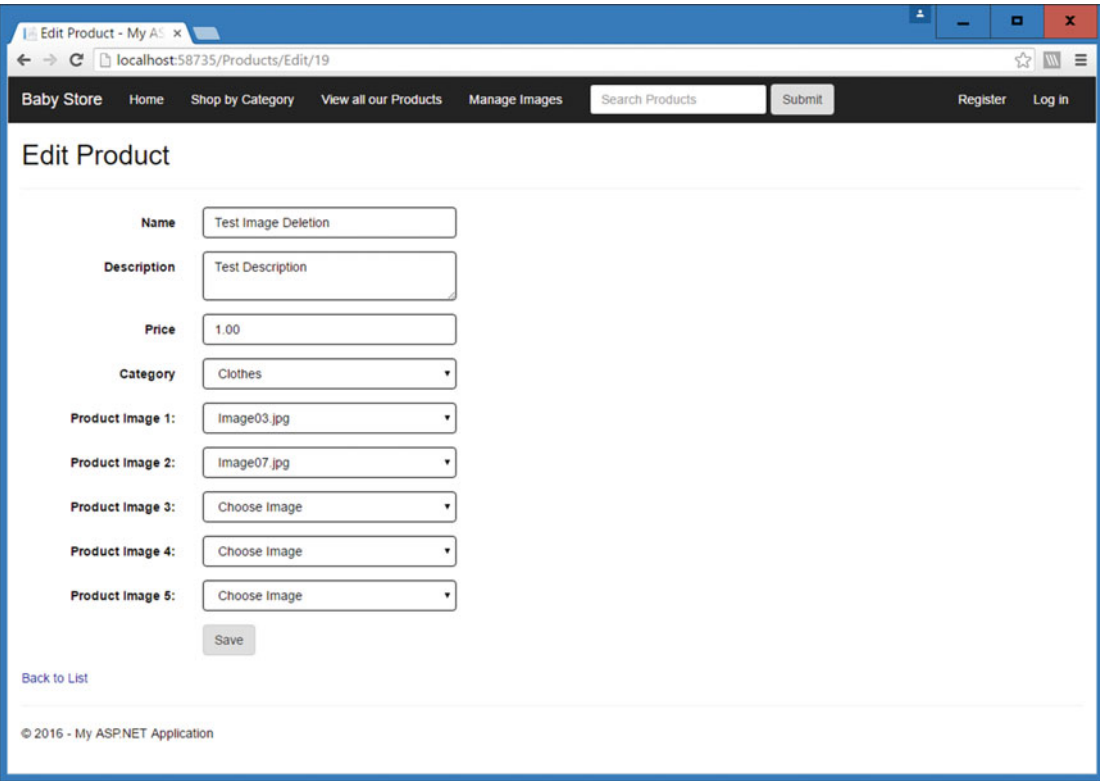 Edit Product - My AS
localhost:58735/Products/Edit/19
Baby Store Home Shop by Category View all our Products Manage Images Search Products Submit Register Log in
Edit Product
Name Test Image Deletion
Description Test Description
Price 1.00
Category Clothes
Product Image 1: Image03.jpg
Product Image 2: Image07.jpg
Product Image 3: Choose Image
Product Image 4: Choose Image
Product Image 5: Choose Image
Save
Back to List
© 2016 - My ASP.NET Application